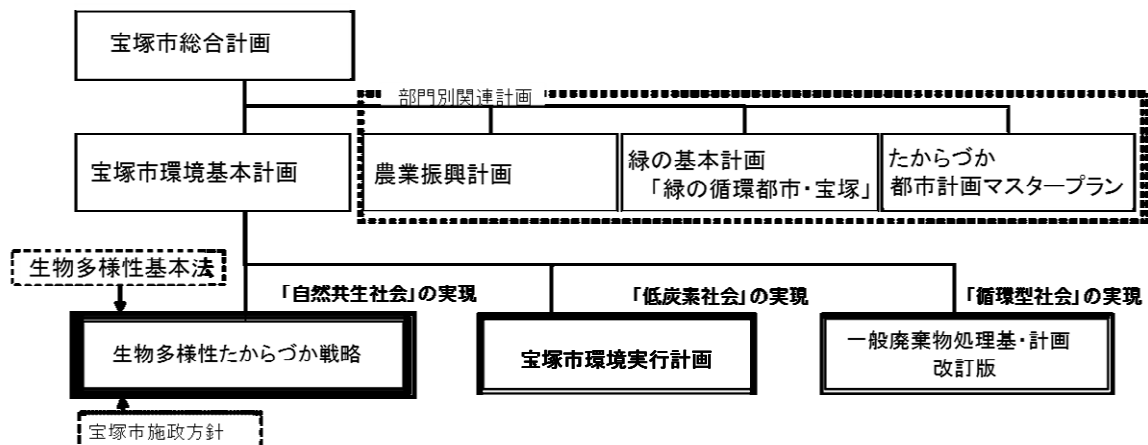 宝塚市総合計画
部門別関連計画
宝塚市環境基本計画
農業振興計画
緑の基本計画
「緑の循環都市・宝塚」
たからづか
都市計画マスタープラン
生物多様性基本法
「自然共生社会」の実現
「低炭素社会」の実現
「循環型社会」の実現
生物多様性たからづか戦略
宝塚市環境実行計画
一般廃棄物処理基・計画
改訂版
宝塚市施政方針